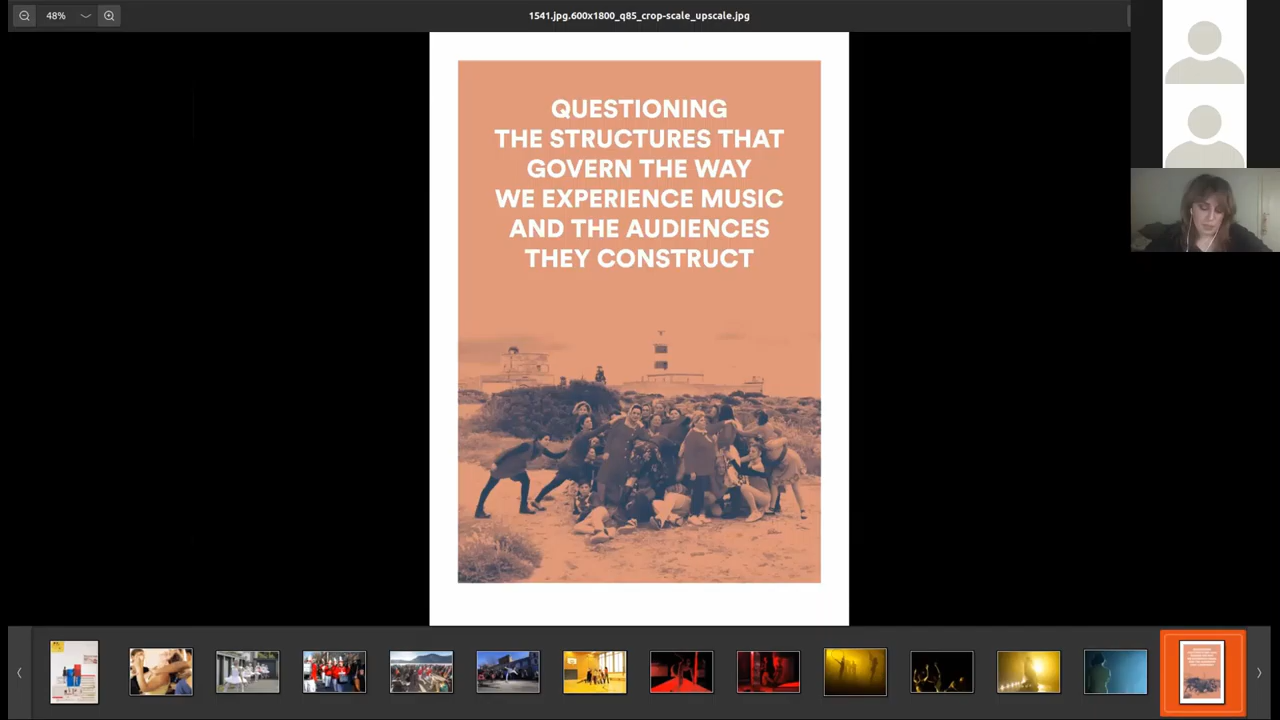 48%
1541.jpg.600x1800_q85_crop-scale_upscale.jpg
QUESTIONING
THE STRUCTURES THAT
GOVERN THE WAY
WE EXPERIENCE MUSIC
AND THE AUDIENCES
THEY CONSTRUCT